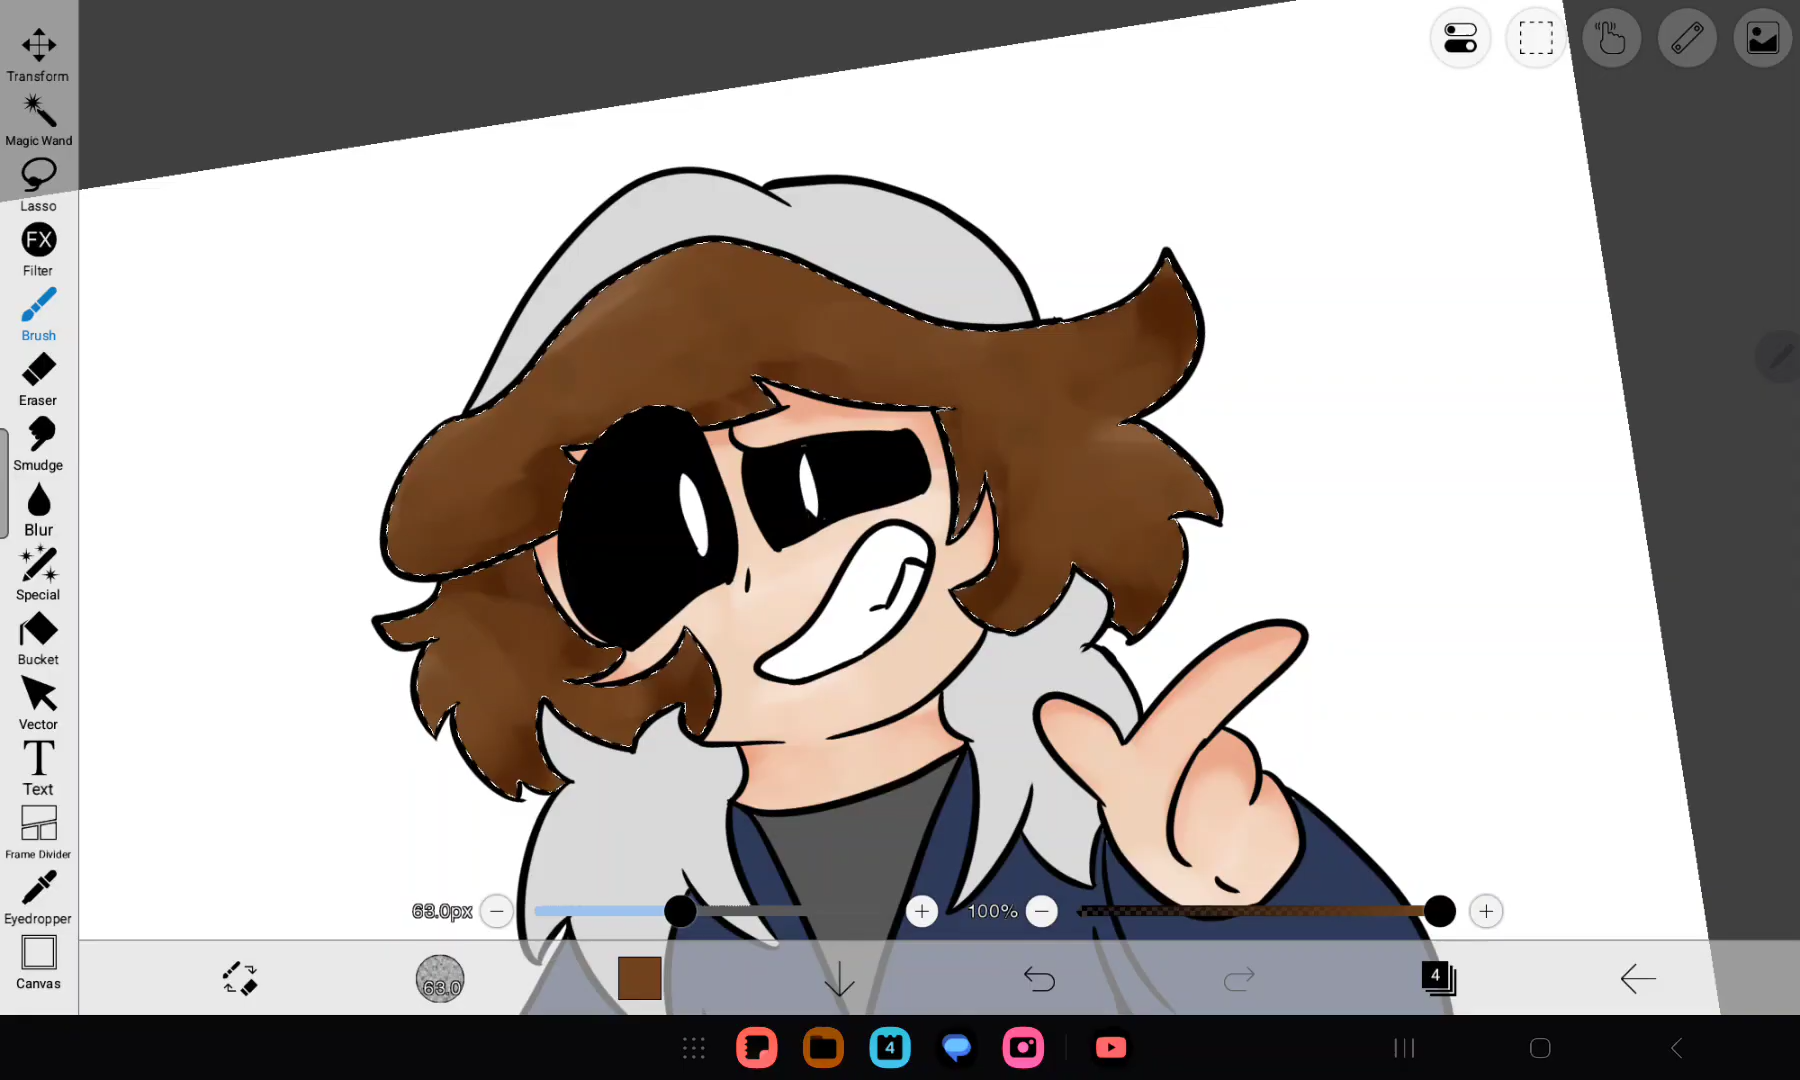 Transform
Magic Wand
Lasso
FX
Filter
Brush
Eraser
Smudge
Blur
Special
Bucket
Vector
T
Text
Frame Divider
Eyedropper
Canvas
63.0px
100%
63.0
4
4